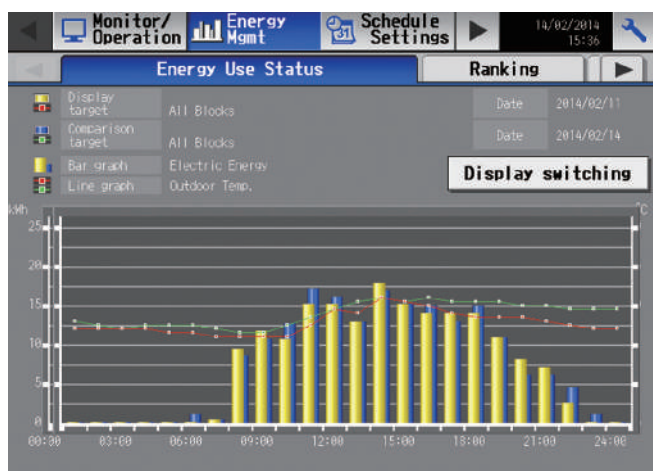 Monitor/ Operation
Energy Mgmt
Schedule Settings
31
14/02/2014
15:36
Energy Use Status
Ranking
Display target
All Blocks
Date
2014/02/11
Comparison target
All Blocks
Date
2014/02/14
Bar graph
Electric Energy
Line graph
Outdoor Temp.
Display switching
kWh
°C
25
20
15
10
5
0
00:00 03:00 06:00 09:00 12:00 15:00 18:00 21:00 24:00